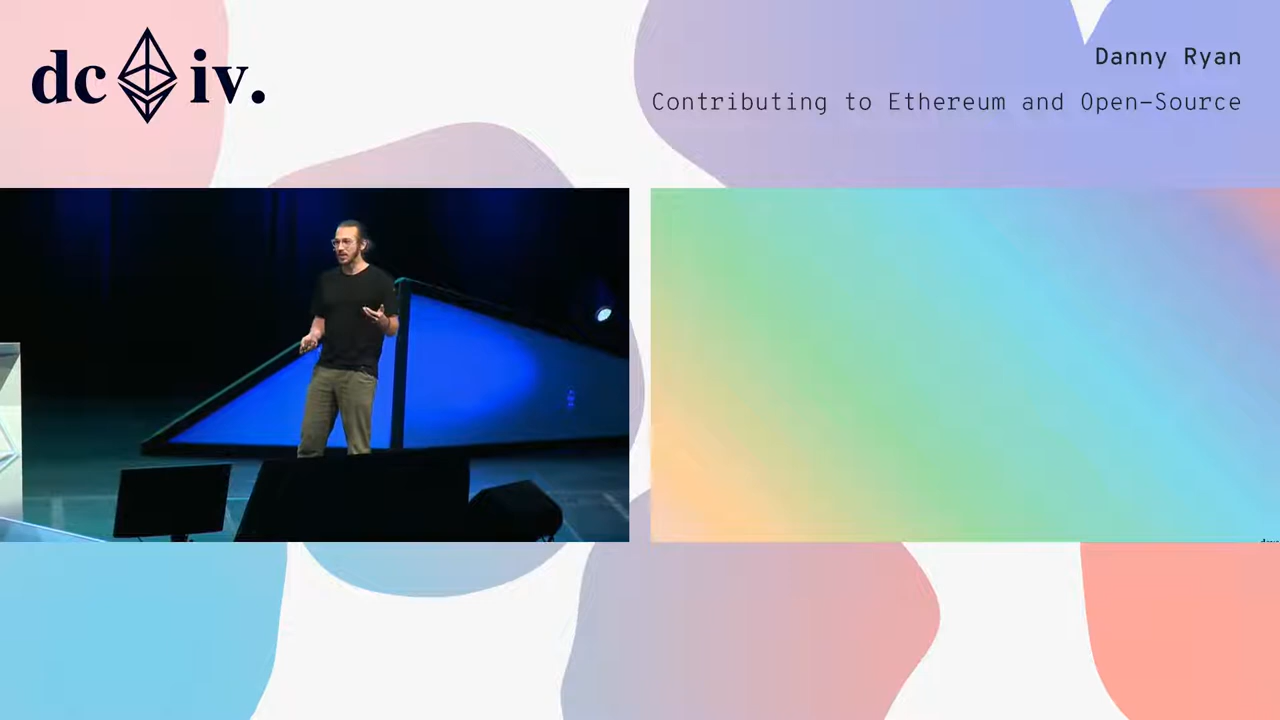 dc iv.
Danny Ryan
Contributing to Ethereum and Open-Source